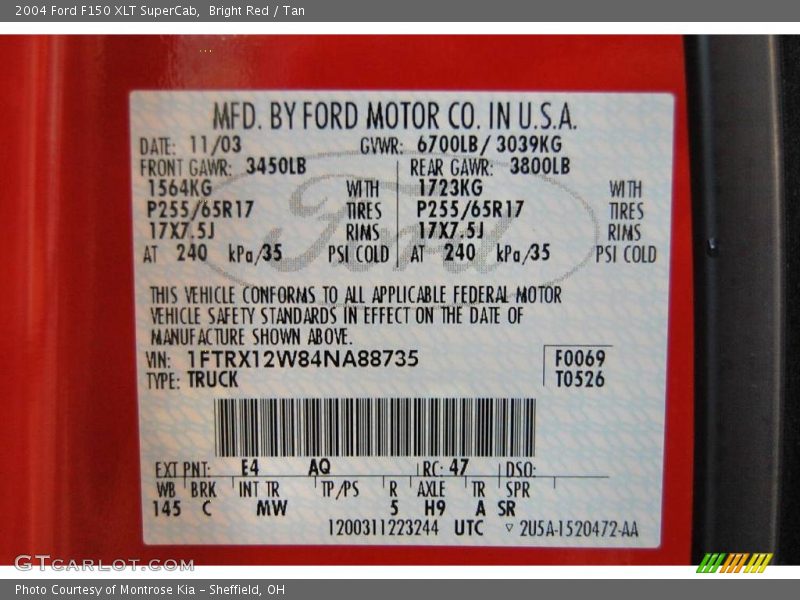 2004 Ford F150 XLT SuperCab, Bright Red / Tan
MFD. BY FORD MOTOR CO. IN U.S.A.
DATE: 11/03 GVWR: 6700LB/ 3039KG
FRONT GAWR: 3450LB REAR GAWR: 3800LB
1564KG WITH 1723KG WITH
P255/65R17 TIRES P255/65R17 TIRES
17X7.5J RIMS 17X7.5J RIMS
AT 240 kPa/35 PSI COLD AT 240 kPa/35 PSI COLD
Ford
THIS VEHICLE CONFORMS TO ALL APPLICABLE FEDERAL MOTOR
VEHICLE SAFETY STANDARDS IN EFFECT ON THE DATE OF
MANUFACTURE SHOWN ABOVE.
VIN: 1FTRX12W84NA88735 F0069
TYPE: TRUCK T0526
EXT PNT: E4 AQ RC: 47 DSO:
WB BRK INT TR TP/PS R AXLE TR SPR
145 C MW 5 H9 A SR
1200311223244 UTC ▽ 2U5A-1520472-AA
GTCARLOT.COM
Photo Courtesy of Montrose Kia – Sheffield, OH